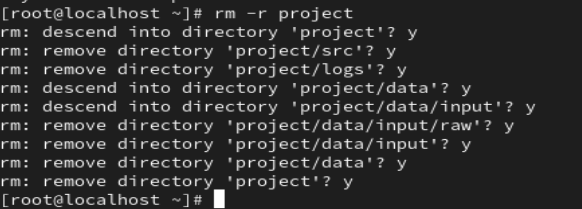 [root@localhost ~]# rm -r project
rm: descend into directory 'project'? y
rm: remove directory 'project/src'? y
rm: remove directory 'project/logs'? y
rm: descend into directory 'project/data'? y
rm: descend into directory 'project/data/input'? y
rm: remove directory 'project/data/input/raw'? y
rm: remove directory 'project/data/input'? y
rm: remove directory 'project/data'? y
rm: remove directory 'project'? y
[root@localhost ~]#